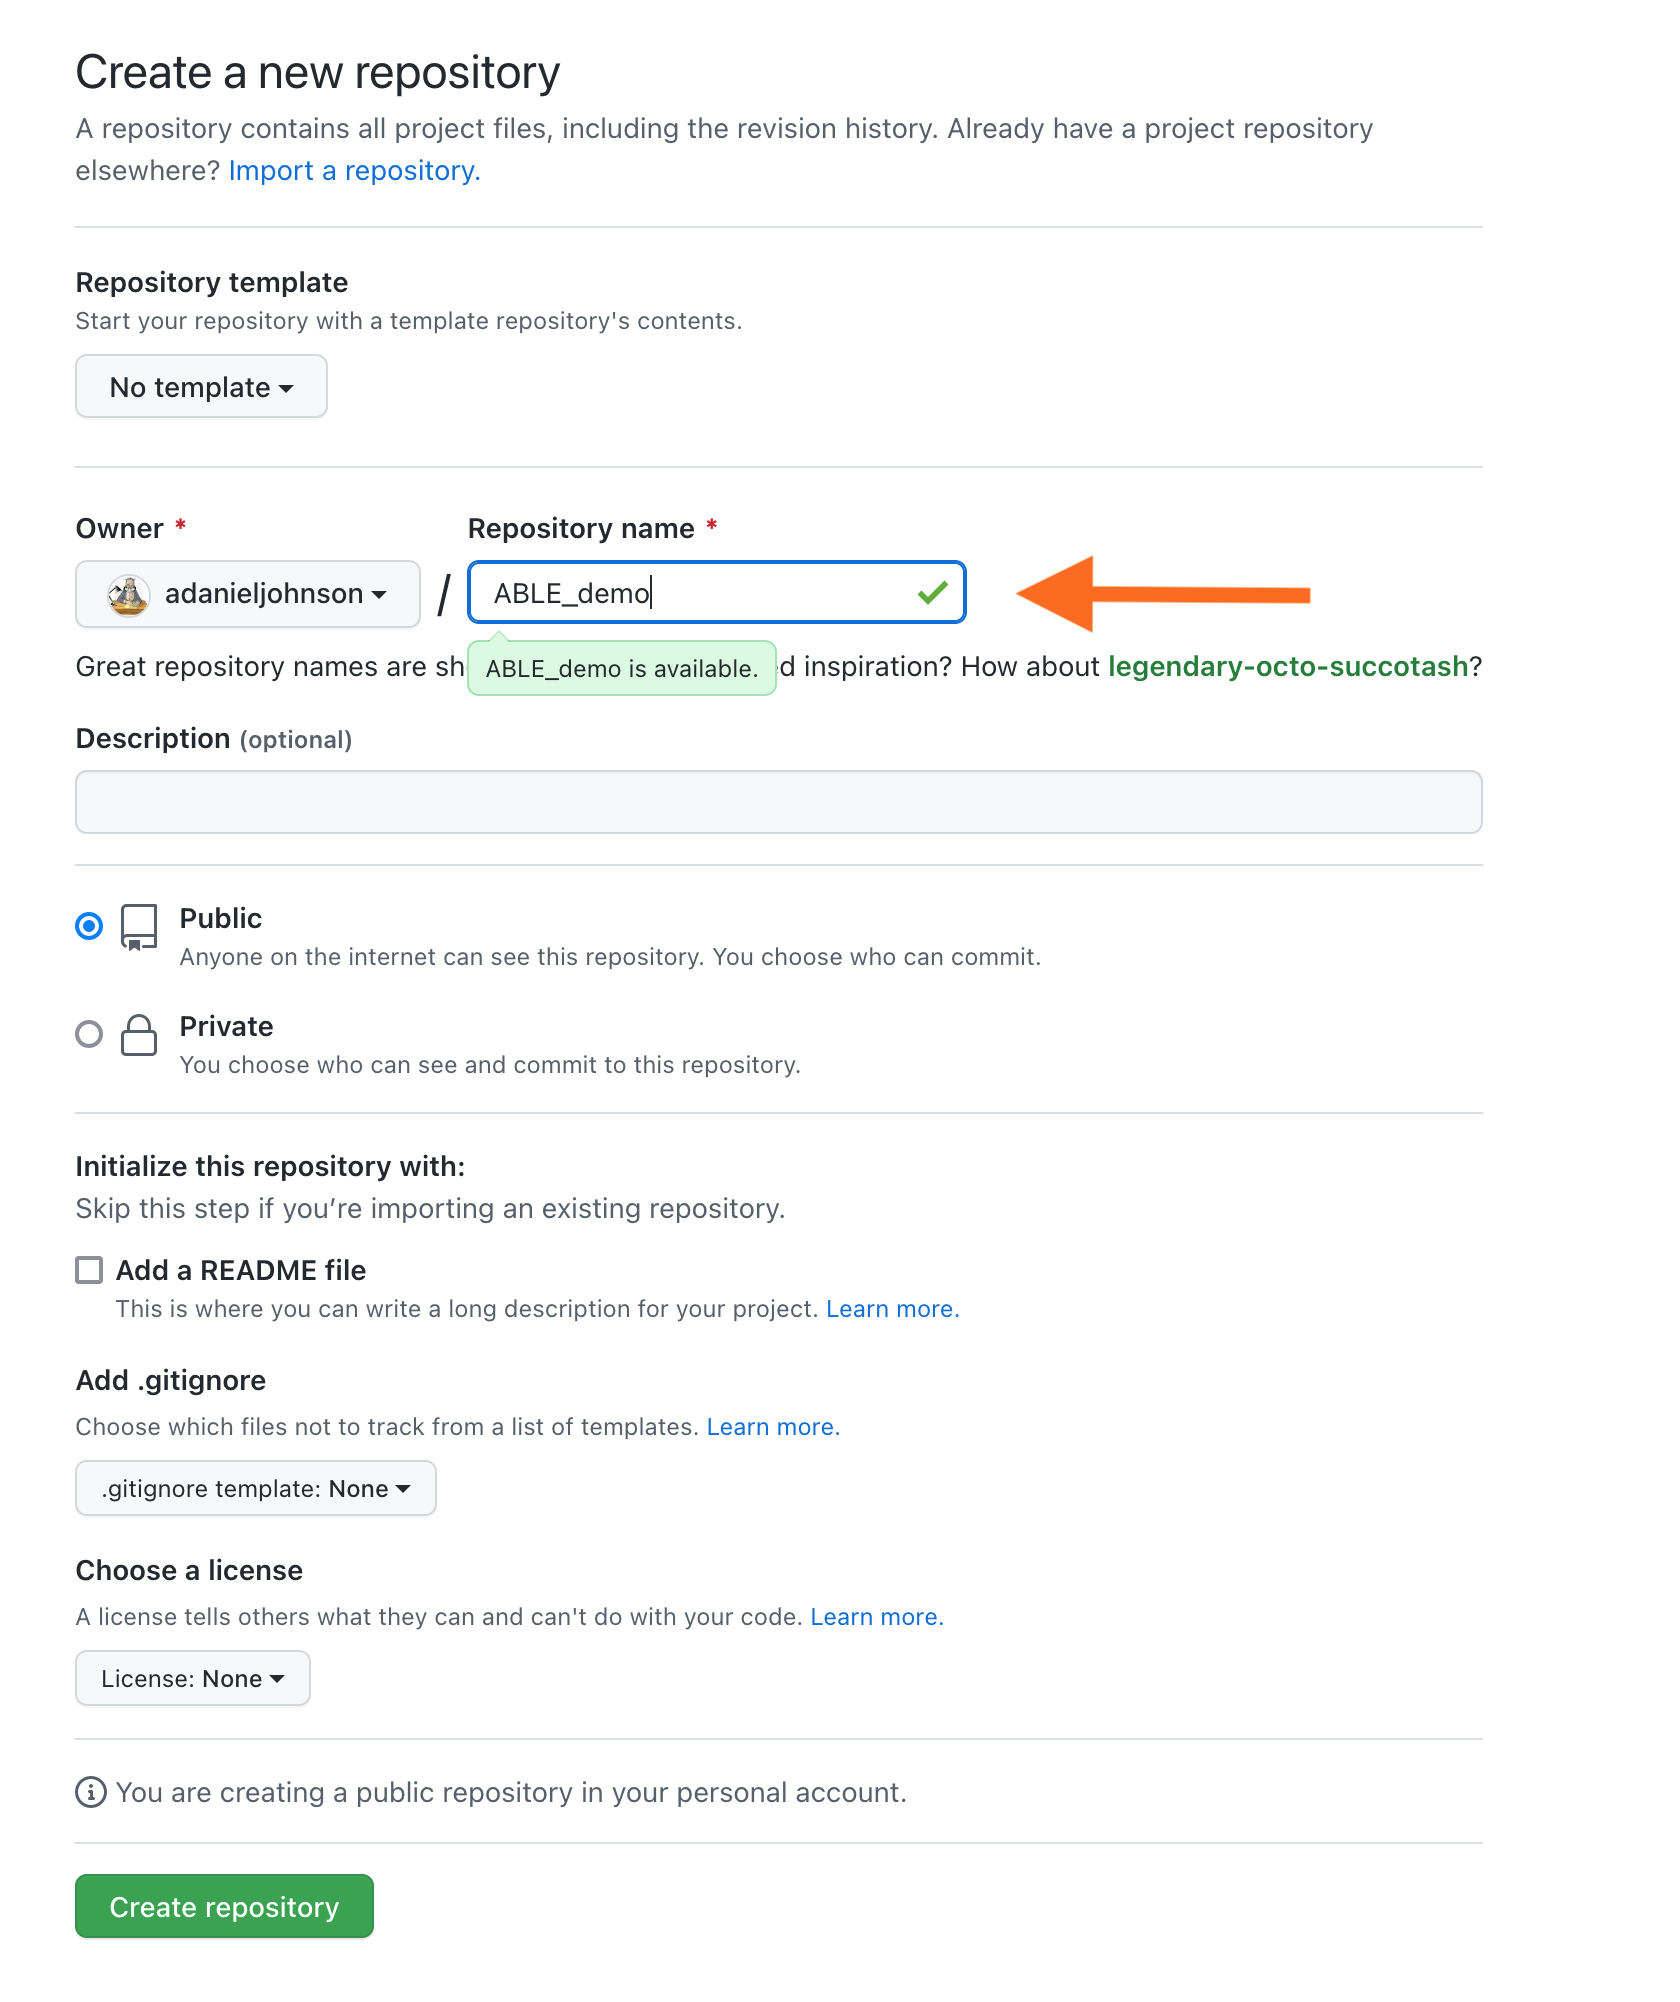 Create a new repository
A repository contains all project files, including the revision history. Already have a project repository
elsewhere? Import a repository.
Repository template
Start your repository with a template repository's contents.
No template
Owner *
Repository name *
adanieljohnson / ABLE_demo
Great repository names are sh
ABLE_demo is available.
d inspiration? How about legendary-octo-succotash?
Description (optional)
Public
Anyone on the internet can see this repository. You choose who can commit.
Private
You choose who can see and commit to this repository.
Initialize this repository with:
Skip this step if you’re importing an existing repository.
Add a README file
This is where you can write a long description for your project. Learn more.
Add .gitignore
Choose which files not to track from a list of templates. Learn more.
.gitignore template: None
Choose a license
A license tells others what they can and can't do with your code. Learn more.
License: None
You are creating a public repository in your personal account.
Create repository